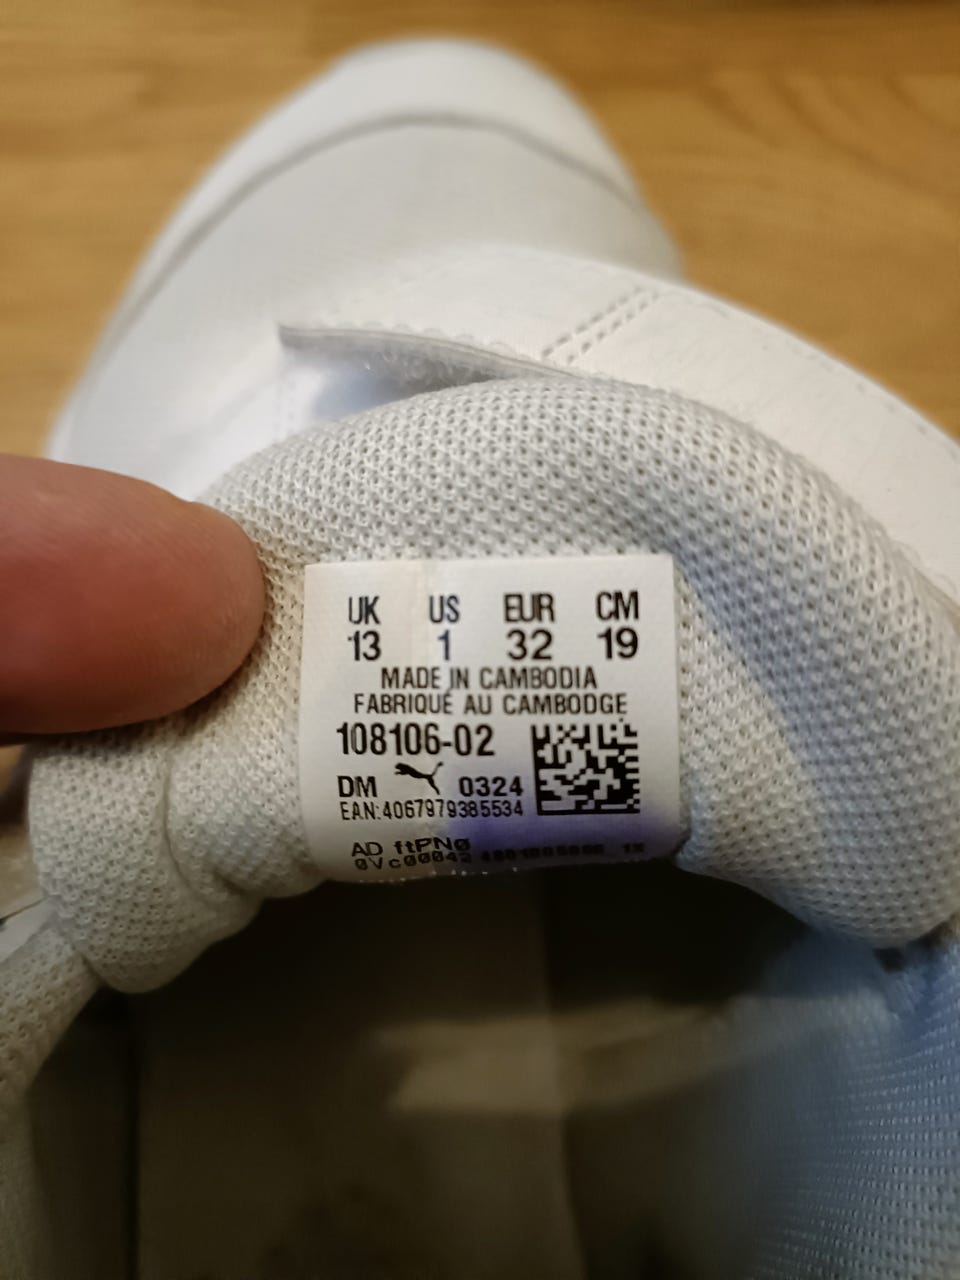 UK US EUR CM
13 1 32 19
MADE IN CAMBODIA
FABRIQUÉ AU CAMBODGE
108106-02
DM 0324
EAN:4067979385534
AD ftPNØ